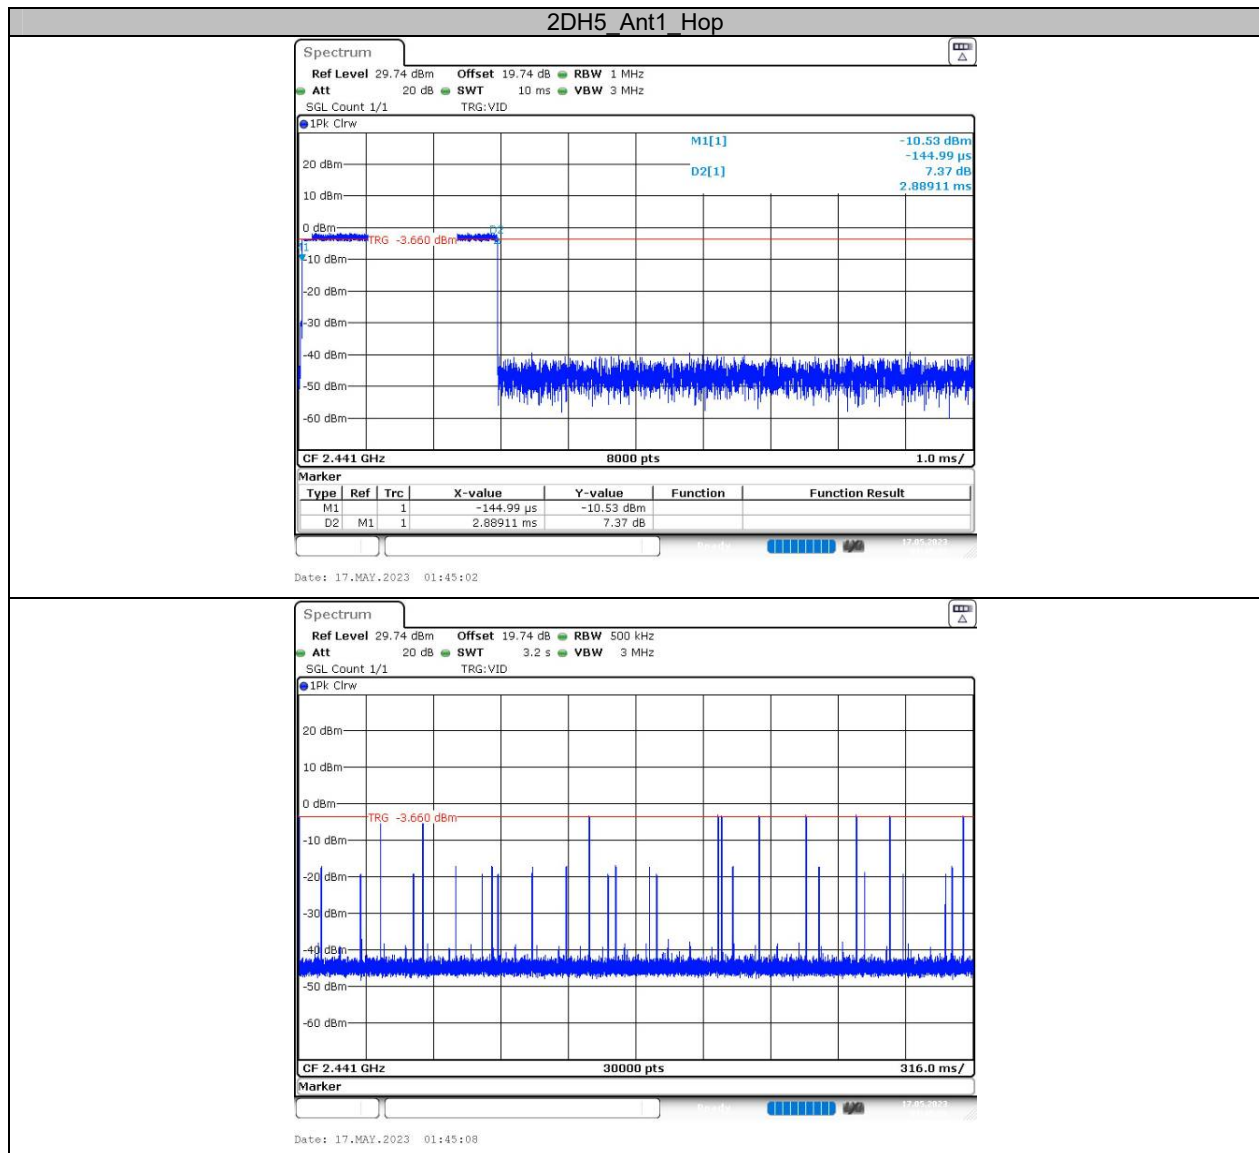 2DH5_Ant1_Hop
Spectrum
Ref Level 29.74 dBm Offset 19.74 dB RBW 1 MHz
Att 20 dB SWT 10 ms VBW 3 MHz
SGL Count 1/1 TRG:VID
1Pk Clrw
M1[1] -10.53 dBm
-144.99 µs
20 dBm
D2[1] 7.37 dB
2.88911 ms
10 dBm
0 dBm
D2
TRG -3.660 dBm
-10 dBm
-20 dBm
-30 dBm
-40 dBm
-50 dBm
-60 dBm
CF 2.441 GHz 8000 pts 1.0 ms/
Marker
Type Ref Trc X-value Y-value Function Function Result
M1 1 -144.99 µs -10.53 dBm
D2 M1 1 2.88911 ms 7.37 dB
17.05.2023
Date: 17.MAY.2023 01:45:02
Spectrum
Ref Level 29.74 dBm Offset 19.74 dB RBW 500 kHz
Att 20 dB SWT 3.2 s VBW 3 MHz
SGL Count 1/1 TRG:VID
1Pk Clrw
20 dBm
10 dBm
0 dBm
TRG -3.660 dBm
-10 dBm
-20 dBm
-30 dBm
-40 dBm
-50 dBm
-60 dBm
CF 2.441 GHz 30000 pts 316.0 ms/
Marker
17.05.2023
Date: 17.MAY.2023 01:45:08